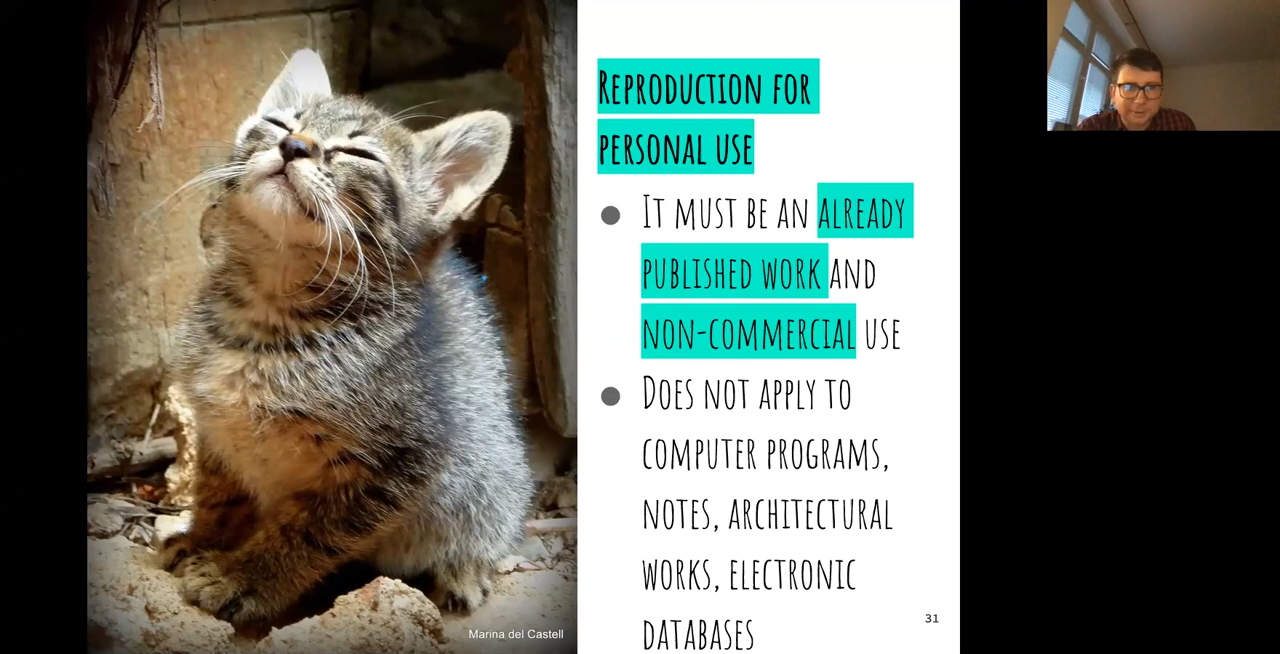 Reproduction for
personal use
It must be an already
published work and
non-commercial use
Does not apply to
computer programs,
notes, architectural
works, electronic
databases
31
Marina del Castell